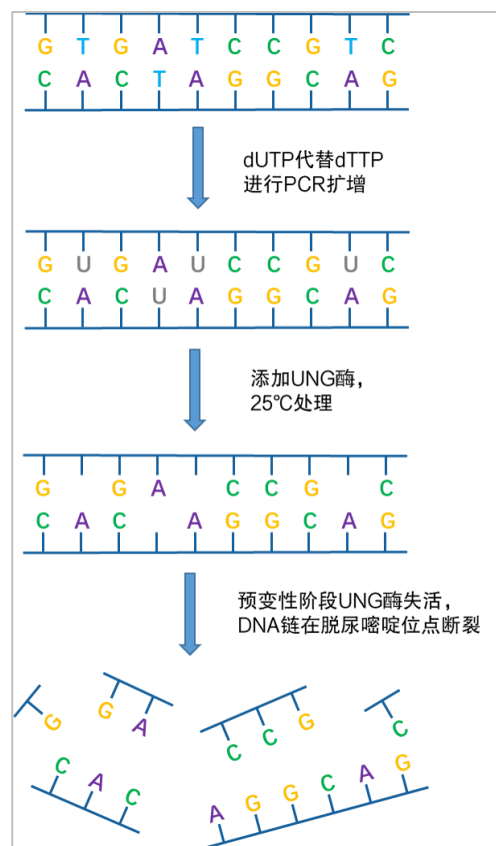 G T G A T C C G T C
C A C T A G G C A G
dUTP代替dTTP
进行PCR扩增
G U G A U C C G U C
C A C U A G G C A G
添加UNG酶,
25℃处理
G G A C C G C
C A C A G G C A G
预变性阶段UNG酶失活,
DNA链在脱尿嘧啶位点断裂
G G A C C G C
C A C A G G C A G